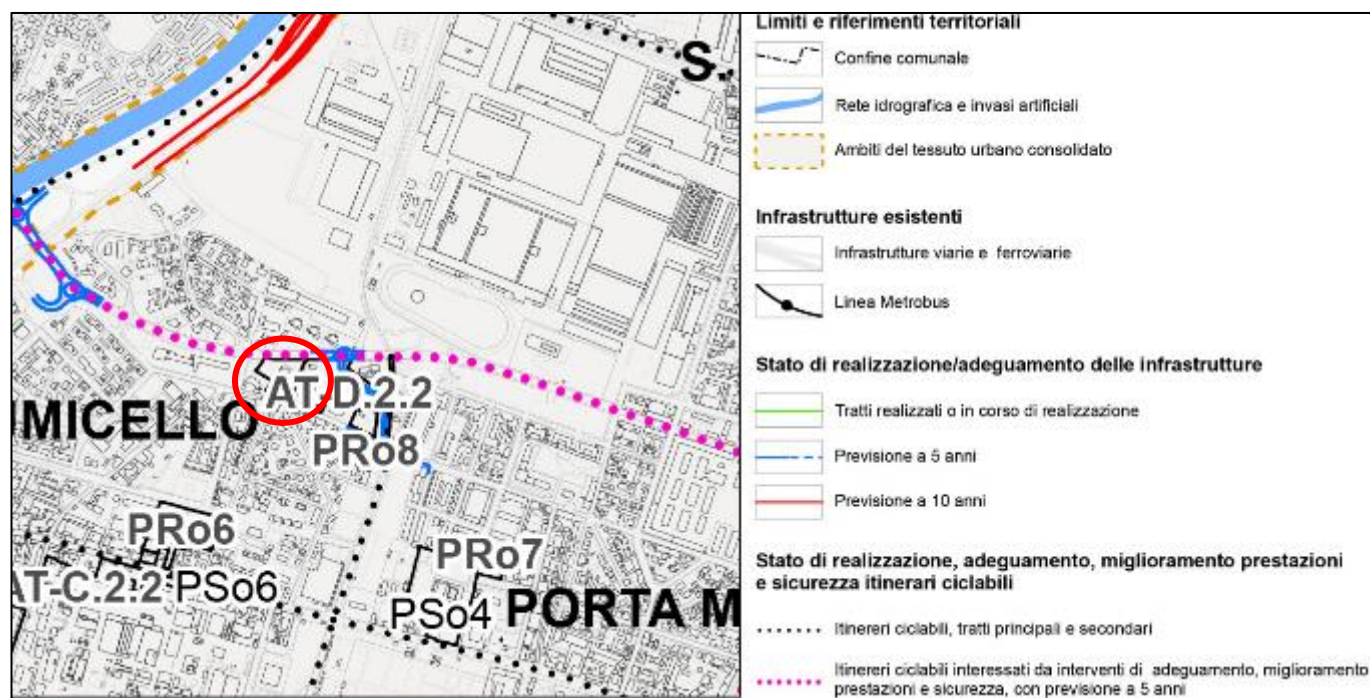 S.
UMICELLO
AT-D.2.2
PRo8
PRo6
AT-C.2.2 PSo6
PRo7
PSo4
PORTA M
Limiti e riferimenti territoriali
Confine comunale
Rete idrografica e invasi artificiali
Ambiti del tessuto urbano consolidato
Infrastrutture esistenti
Infrastrutture viarie e ferroviarie
Linea Metrobus
Stato di realizzazione/adeguamento delle infrastrutture
Tratti realizzati o in corso di realizzazione
Previsione a 5 anni
Previsione a 10 anni
Stato di realizzazione, adeguamento, miglioramento prestazioni
e sicurezza itinerari ciclabili
Itinereri ciclabili, tratti principali e secondari
Itinereri ciclabili interessati da interventi di adeguamento, miglioramento
prestazioni e sicurezza, con previsione a 5 anni